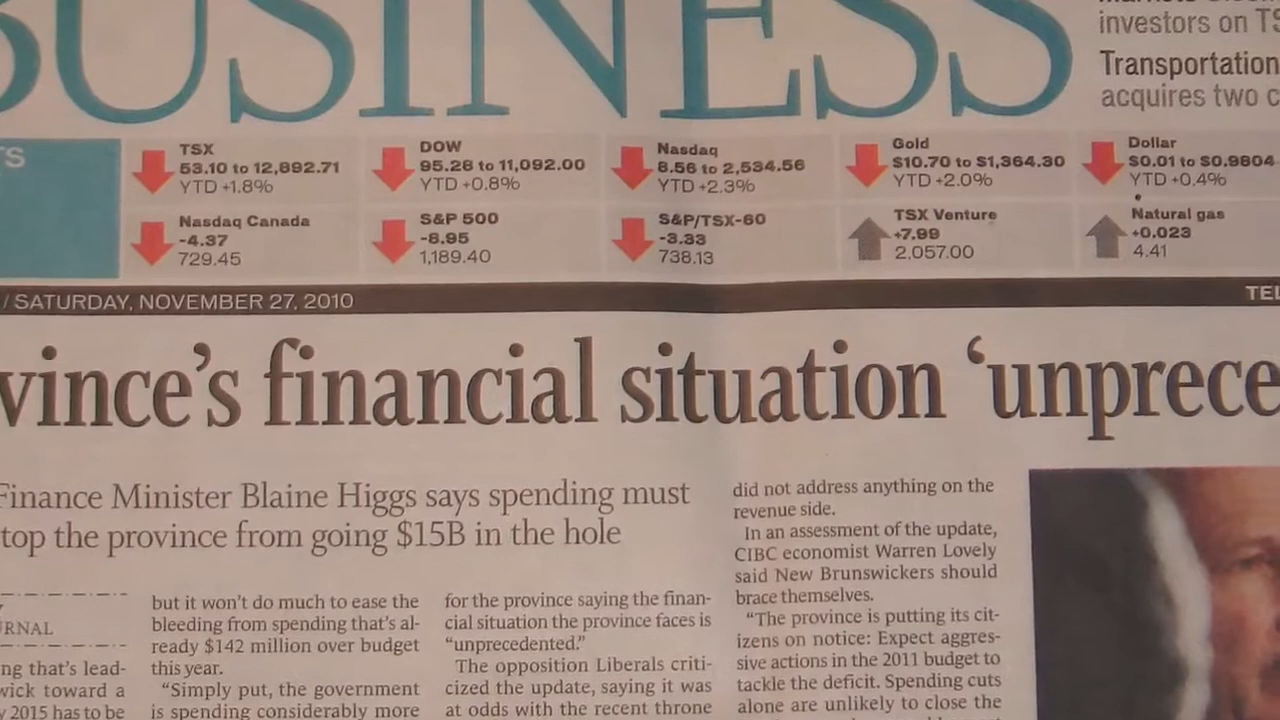 BUSINESS
investors on
Transportation
acquires two
TSX
53.10 to 12,892.71
YTD +1.8%
DOW
95.28 to 11,092.00
YTD +0.8%
Nasdaq
8.56 to 2,534.56
YTD +2.3%
Gold
$10.70 to $1,364.30
YTD +2.0%
Dollar
$0.01 to $0.9804
YTD +0.4%
Nasdaq Canada
-4.37
729.45
S&P 500
-8.95
1,189.40
S&P/TSX-60
-3.33
738.13
TSX Venture
+7.99
2,057.00
Natural gas
+0.023
4.41
/ SATURDAY, NOVEMBER 27, 2010
TEL
vince's financial situation 'unprece
Finance Minister Blaine Higgs says spending must
top the province from going $15B in the hole
RNAL
ng that's lead-
wick toward a
2015 has to be
but it won't do much to ease the
bleeding from spending that's al-
ready $142 million over budget
this year.
"Simply put, the government
is spending considerably more
for the province saying the finan-
cial situation the province faces is
"unprecedented."
The opposition Liberals criti-
cized the update, saying it was
at odds with the recent throne
did not address anything on the
revenue side.
In an assessment of the update,
CIBC economist Warren Lovely
said New Brunswickers should
brace themselves.
"The province is putting its cit-
izens on notice: Expect aggres-
sive actions in the 2011 budget to
tackle the deficit. Spending cuts
alone are unlikely to close the